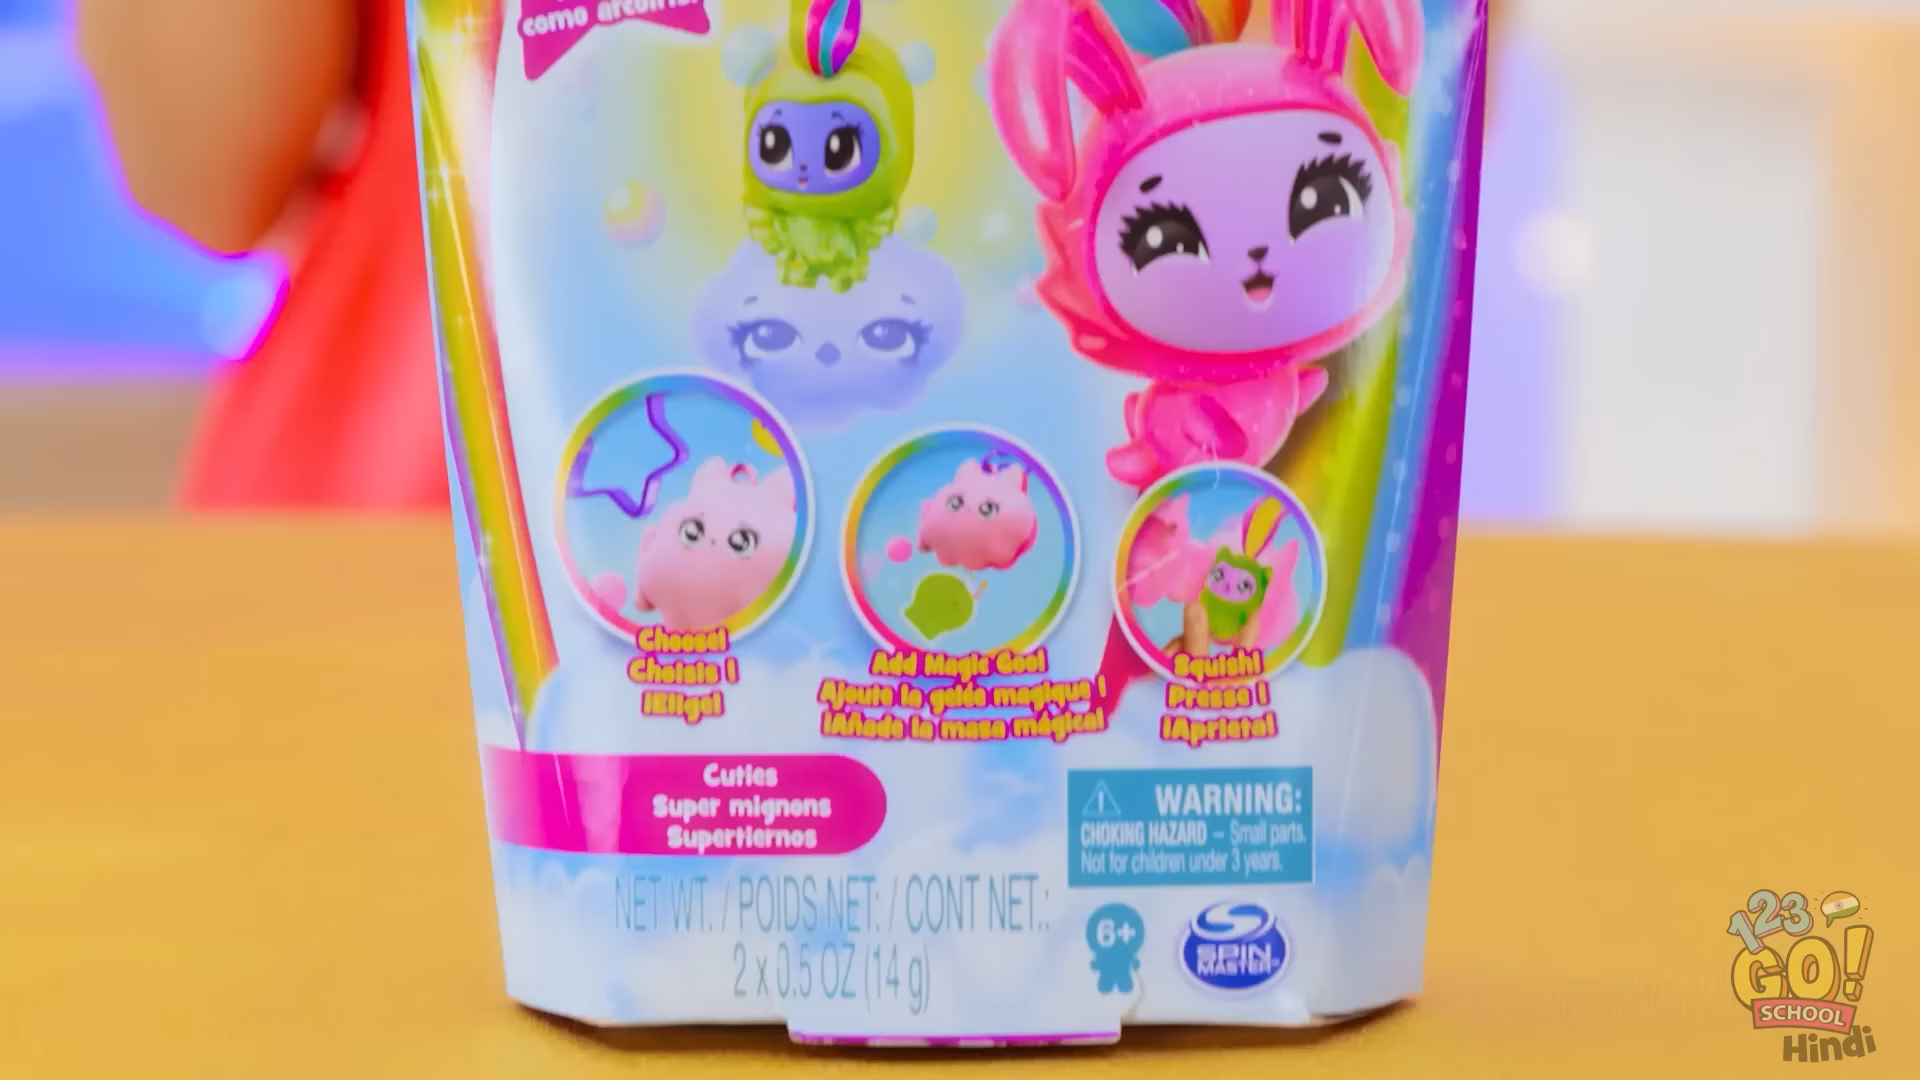 como arcoíris!
Choose!
Choisis !
¡Elige!
Add Magic Goo!
Ajoute la gelée magique !
¡Añade la masa mágica!
Squish!
Presse !
¡Aprieta!
Cuties
Super mignons
Supertiernos
WARNING:
CHOKING HAZARD – Small parts.
Not for children under 3 years.
NET WT. / POIDS NET: / CONT NET.:
2 x 0.5 OZ (14 g)
6+
SPIN
MASTER
123
GO!
SCHOOL
Hindi